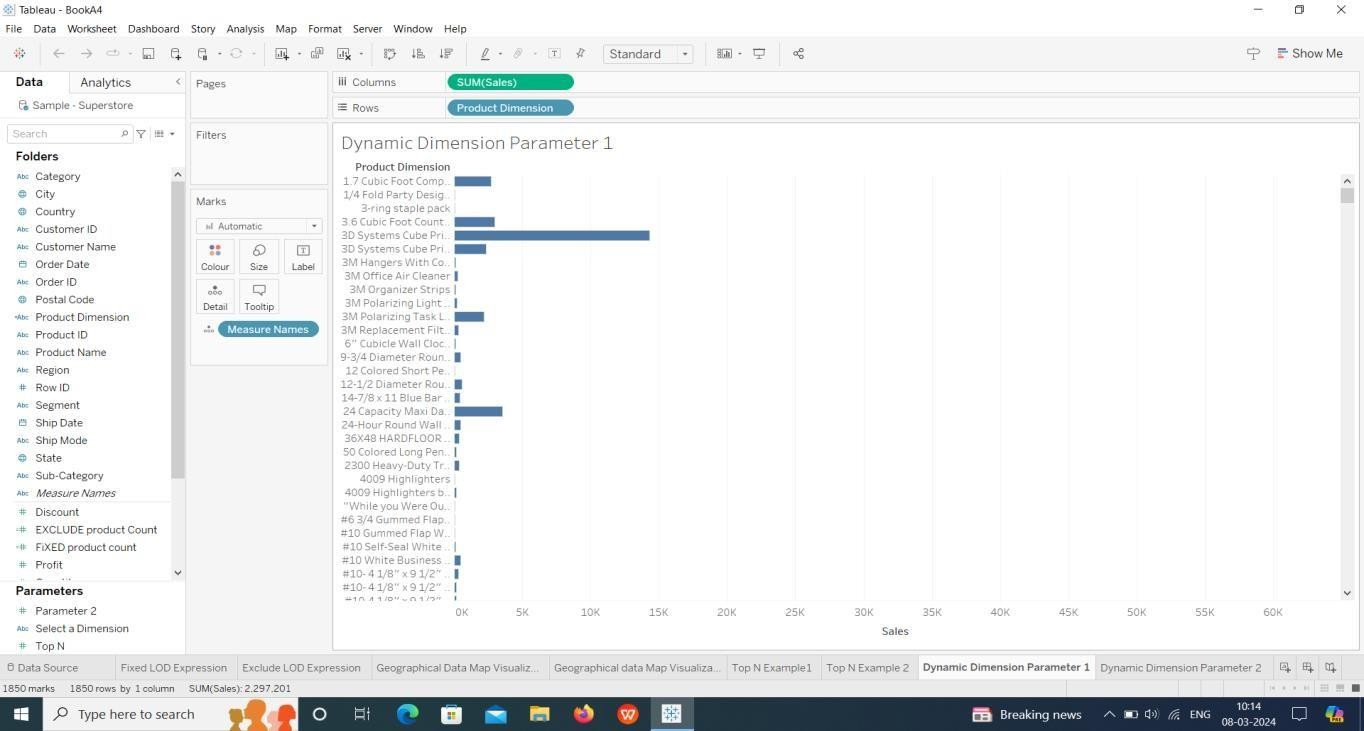 Tableau - BookA4
File Data Worksheet Dashboard Story Analysis Map Format Server Window Help
Standard
Show Me
Data Analytics
Sample - Superstore
Search
Folders
Abc Category
City
Country
Abc Customer ID
Abc Customer Name
Order Date
Abc Order ID
Postal Code
Abc Product Dimension
Abc Product ID
Abc Product Name
Abc Region
# Row ID
Abc Segment
Ship Date
Abc Ship Mode
State
Abc Sub-Category
Abc Measure Names
# Discount
# EXCLUDE product Count
# FiXED product count
# Profit
Parameters
# Parameter 2
Abc Select a Dimension
# Top N
Pages
Filters
Marks
Automatic
Colour Size Label
Detail Tooltip
Measure Names
Columns SUM(Sales)
Rows Product Dimension
Dynamic Dimension Parameter 1
Product Dimension
1.7 Cubic Foot Comp..
1/4 Fold Party Desig..
3-ring staple pack
3.6 Cubic Foot Count..
3D Systems Cube Pri..
3D Systems Cube Pri..
3M Hangers With Co..
3M Office Air Cleaner
3M Organizer Strips
3M Polarizing Light ..
3M Polarizing Task L..
3M Replacement Filt..
6" Cubicle Wall Cloc..
9-3/4 Diameter Roun..
12 Colored Short Pe..
12-1/2 Diameter Rou..
14-7/8 x 11 Blue Bar ..
24 Capacity Maxi Da..
24-Hour Round Wall ..
36X48 HARDFLOOR ..
50 Colored Long Pen..
2300 Heavy-Duty Tr..
4009 Highlighters
4009 Highlighters b..
"While you Were Ou..
#6 3/4 Gummed Flap..
#10 Gummed Flap W..
#10 Self-Seal White ..
#10 White Business ..
#10- 4 1/8" x 9 1/2" ..
#10- 4 1/8" x 9 1/2" ..
0K 5K 10K 15K 20K 25K 30K 35K 40K 45K 50K 55K 60K
Sales
Data Source Fixed LOD Expression Exclude LOD Expression Geographical Data Map Visualiz... Geographical data Map Visualiza... Top N Example1 Top N Example 2 Dynamic Dimension Parameter 1 Dynamic Dimension Parameter 2
1850 marks 1850 rows by 1 column SUM(Sales): 2,297,201
Type here to search
Breaking news
ENG
10:14
08-03-2024